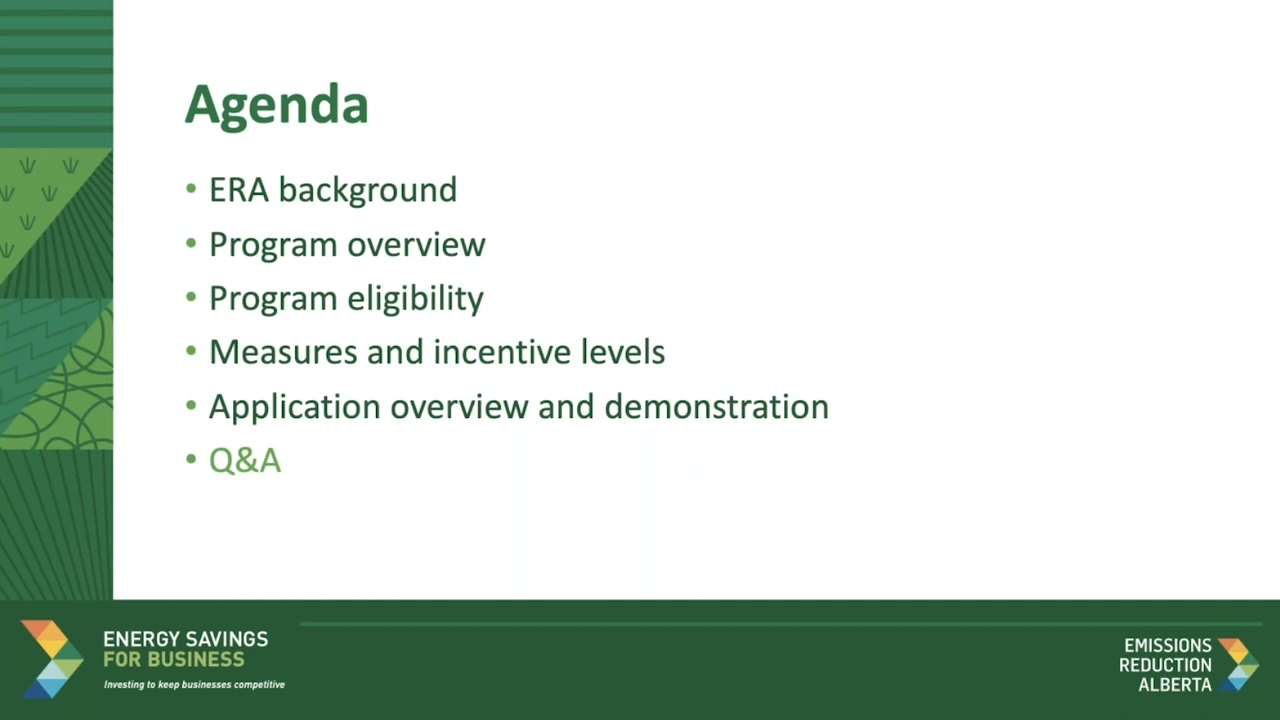 Agenda
• ERA background
• Program overview
• Program eligibility
• Measures and incentive levels
• Application overview and demonstration
• Q&A
ENERGY SAVINGS
FOR BUSINESS
Investing to keep businesses competitive
EMISSIONS
REDUCTION
ALBERTA